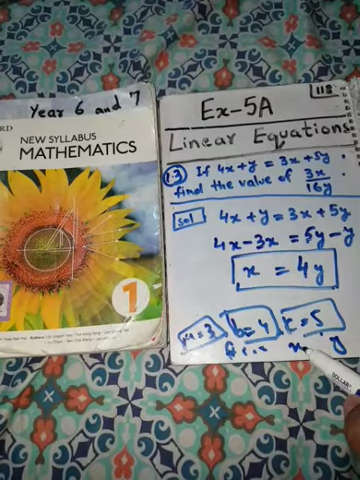 Year 6 and 7
NEW SYLLABUS
MATHEMATICS
1
118
Ex-5A
Linear Equations
13) If 4x+y = 3x+5y.
find the value of 3x/16y.
sol 4x+y = 3x+5y
4x-3x = 5y-y
x = 4y
=3 b=4 c=5
x y
DOLLAR